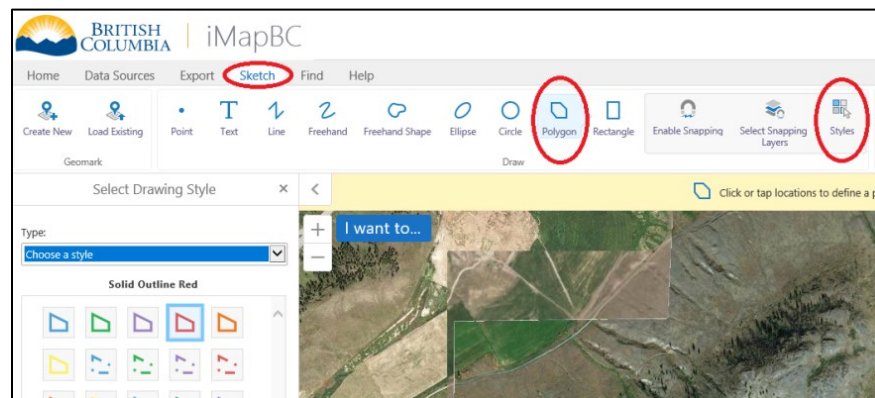 BRITISH
COLUMBIA
iMapBC
Home Data Sources Export Sketch Find Help
Create New Load Existing Point Text Line Freehand Freehand Shape Ellipse Circle Polygon Rectangle Enable Snapping Select Snapping Styles
Layers
Geomark Draw
Select Drawing Style × Click or tap locations to define a p
I want to...
Type:
Choose a style
Solid Outline Red